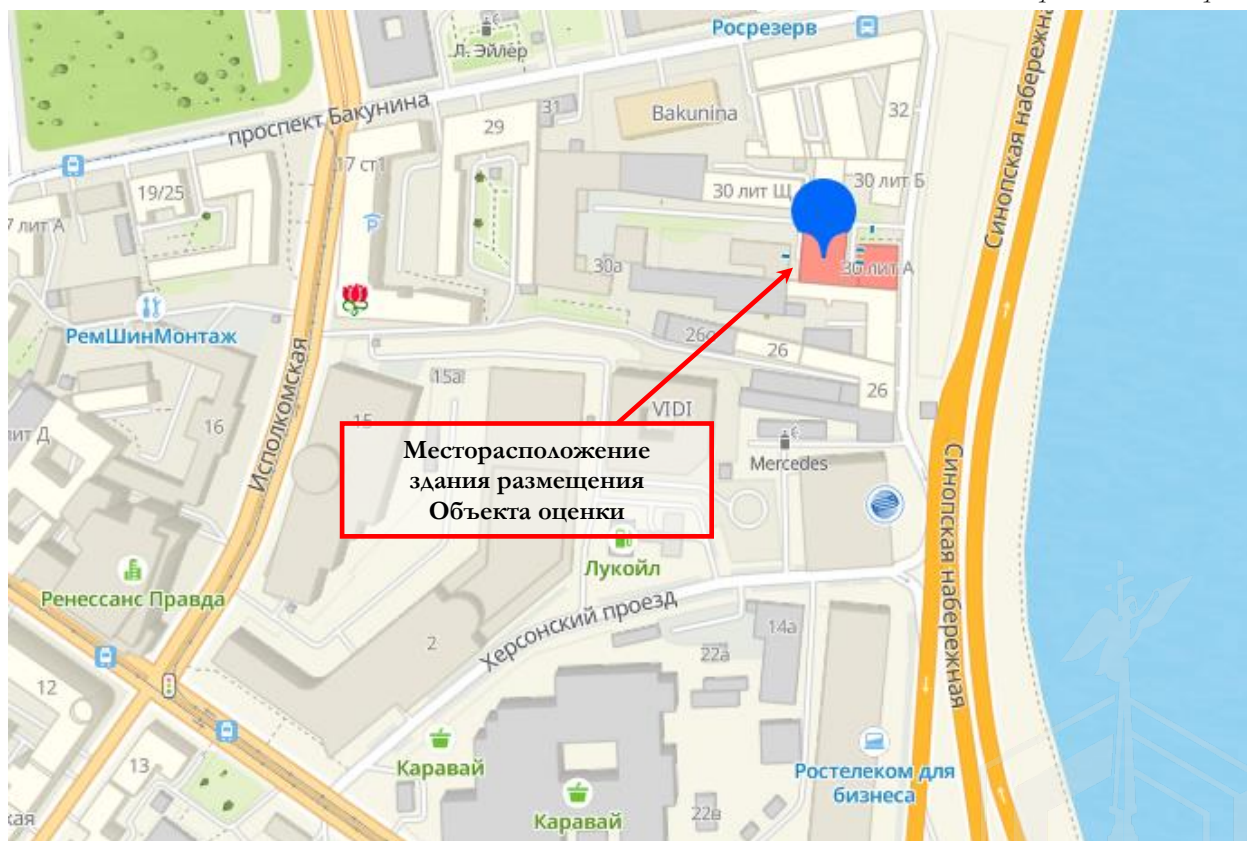 Росрезерв
Л. Эйлер
проспект Бакунина
31
Bakunina
32
29
17 ст1
19/25
30 лит Щ
30 лит Б
Синопская набережная
7 лит А
P
30а
30 лит А
РемШинМонтаж
26
15а
26
VIDI
Исполкомская
16
15
лит Д
Месторасположение
здания размещения
Объекта оценки
Mercedes
Синопская набережная
Лукойл
Ренессанс Правда
Херсонский проезд
14а
2
22а
12
Каравай
13
Ростелеком для
бизнеса
Каравай
22в
ская